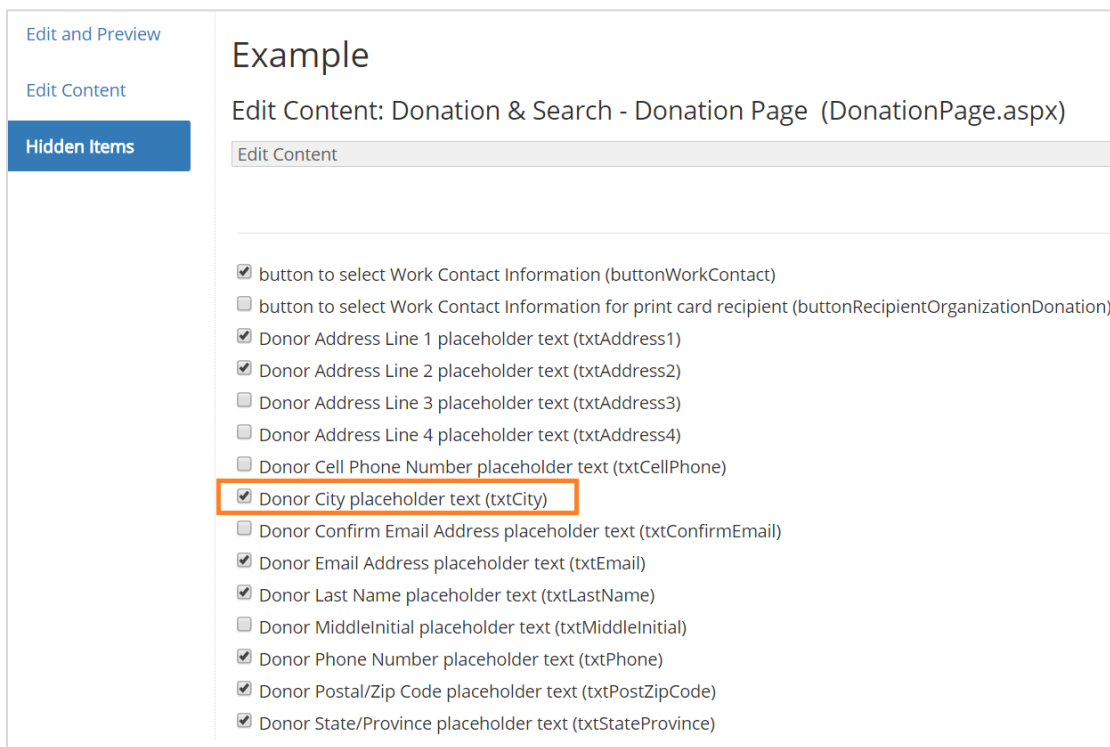 Edit and Preview
Edit Content
Hidden Items
Example
Edit Content: Donation & Search - Donation Page (DonationPage.aspx)
Edit Content
button to select Work Contact Information (buttonWorkContact)
button to select Work Contact Information for print card recipient (buttonRecipientOrganizationDonation)
Donor Address Line 1 placeholder text (txtAddress1)
Donor Address Line 2 placeholder text (txtAddress2)
Donor Address Line 3 placeholder text (txtAddress3)
Donor Address Line 4 placeholder text (txtAddress4)
Donor Cell Phone Number placeholder text (txtCellPhone)
Donor City placeholder text (txtCity)
Donor Confirm Email Address placeholder text (txtConfirmEmail)
Donor Email Address placeholder text (txtEmail)
Donor Last Name placeholder text (txtLastName)
Donor MiddleInitial placeholder text (txtMiddleInitial)
Donor Phone Number placeholder text (txtPhone)
Donor Postal/Zip Code placeholder text (txtPostZipCode)
Donor State/Province placeholder text (txtStateProvince)